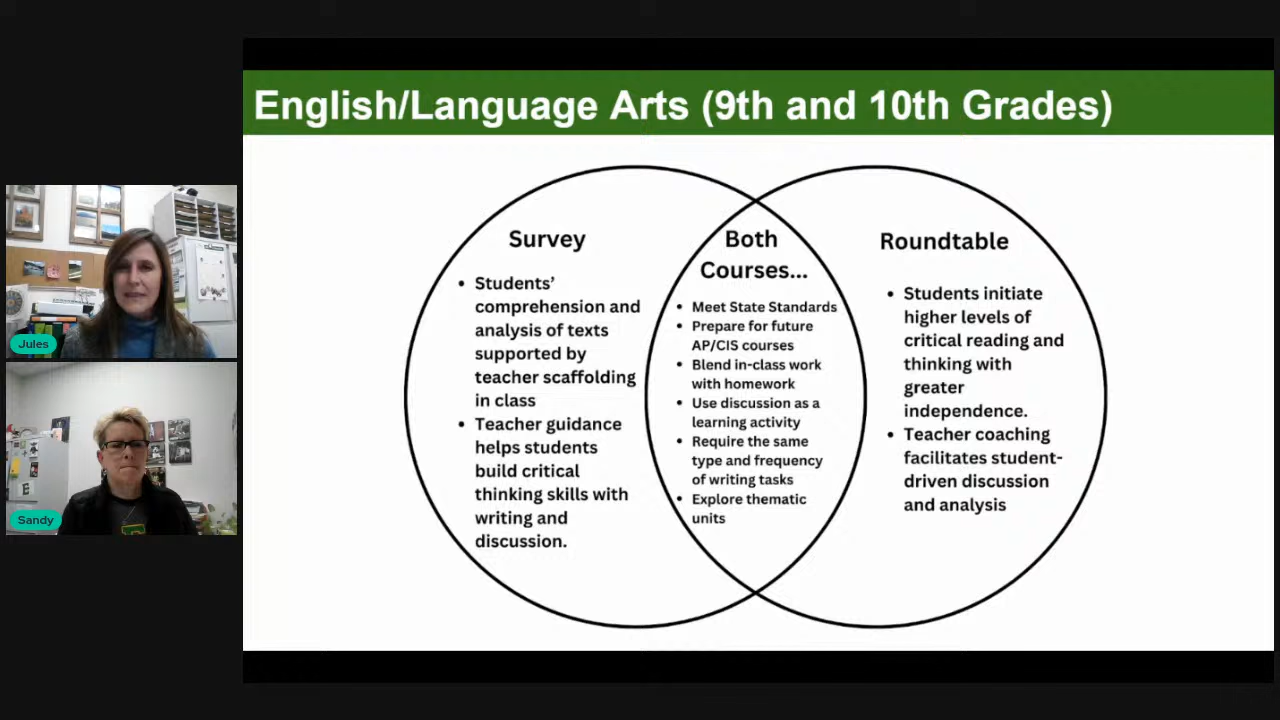 English/Language Arts (9th and 10th Grades)
Survey
• Students’
comprehension and
analysis of texts
supported by
teacher scaffolding
in class
• Teacher guidance
helps students
build critical
thinking skills with
writing and
discussion.
Both
Courses...
• Meet State Standards
• Prepare for future
AP/CIS courses
• Blend in-class work
with homework
• Use discussion as a
learning activity
• Require the same
type and frequency
of writing tasks
• Explore thematic
units
Roundtable
• Students initiate
higher levels of
critical reading and
thinking with
greater
independence.
• Teacher coaching
facilitates student-
driven discussion
and analysis
Jules
Sandy